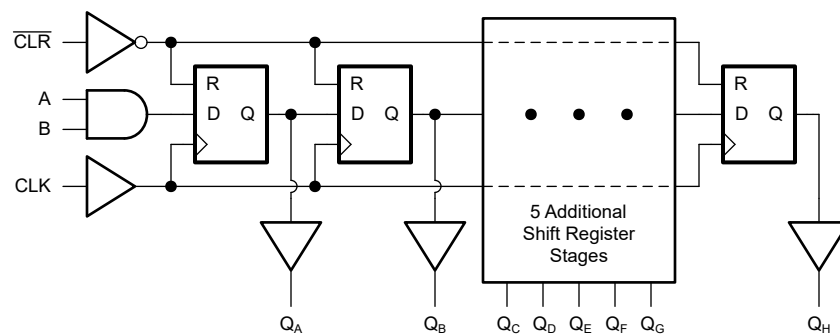 CLR
R
R
R
A
D Q
D Q
D Q
B
CLK
5 Additional
Shift Register
Stages
QA
QB
QC
QD
QE
QF
QG
QH